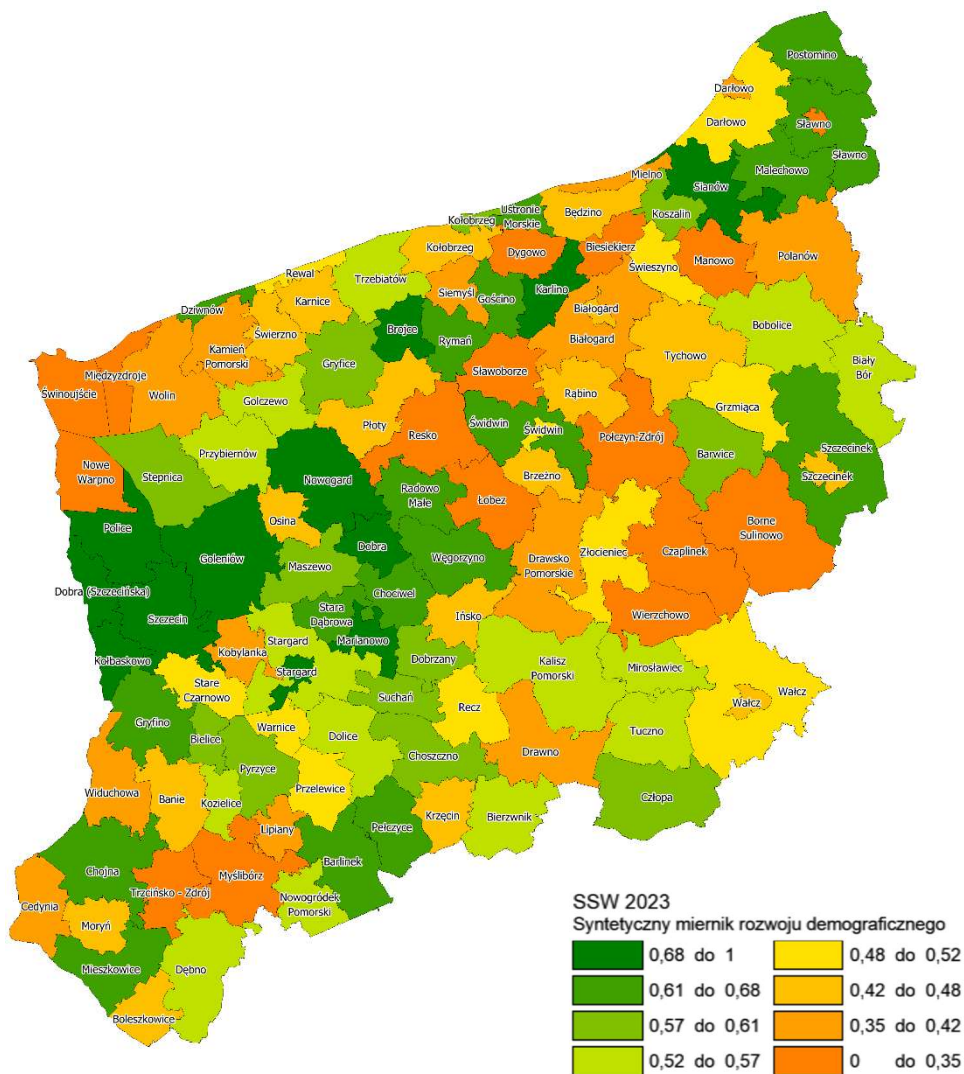 Postomino
Darłowo
Darłowo
Sławno
Sławno
Malechowo
Mielno
Sianów
Ustronie
Morskie
Będzino
Koszalin
Kołobrzeg
Kołobrzeg
Dygowo
Biesiekierz
Świeszyno
Manowo
Polanów
Rewal
Trzebiatów
Karnice
Siemyśl
Gościno
Karlino
Dziwnów
Świerzno
Brojce
Rymań
Białogard
Białogard
Bobolice
Kamień
Pomorski
Gryfice
Tychowo
Biały
Bór
Międzyzdroje
Świnoujście
Wolin
Golczewo
Sławoborze
Rąbino
Grzmiąca
Płoty
Resko
Świdwin
Świdwin
Połczyn-Zdrój
Barwice
Szczecinek
Szczecinek
Przybiernów
Nowe
Warpno
Stepnica
Nowogard
Radowo
Małe
Łobez
Brzeżno
Osina
Police
Goleniów
Dobra
Węgorzyno
Drawsko
Pomorskie
Złocieniec
Czaplinek
Borne
Sulinowo
Maszewo
Dobra (Szczecińska)
Chociwel
Szczecin
Stara
Dąbrowa
Marianowo
Ińsko
Wierzchowo
Kołbaskowo
Kobylanka
Stargard
Stargard
Dobrzany
Kalisz
Pomorski
Mirosławiec
Stare
Czarnowo
Suchań
Recz
Wałcz
Wałcz
Gryfino
Bielice
Warnice
Dolice
Tuczno
Pyrzyce
Choszczno
Drawno
Widuchowa
Banie
Kozielice
Przelewice
Człopa
Lipiany
Pełczyce
Krzęcin
Bierzwnik
Chojna
Trzcińsko - Zdrój
Myślibórz
Barlinek
Cedynia
Moryń
Nowogródek
Pomorski
Mieszkowice
Dębno
Boleszkowice
SSW 2023
Syntetyczny miernik rozwoju demograficznego
0,68 do 1
0,48 do 0,52
0,61 do 0,68
0,42 do 0,48
0,57 do 0,61
0,35 do 0,42
0,52 do 0,57
0 do 0,35